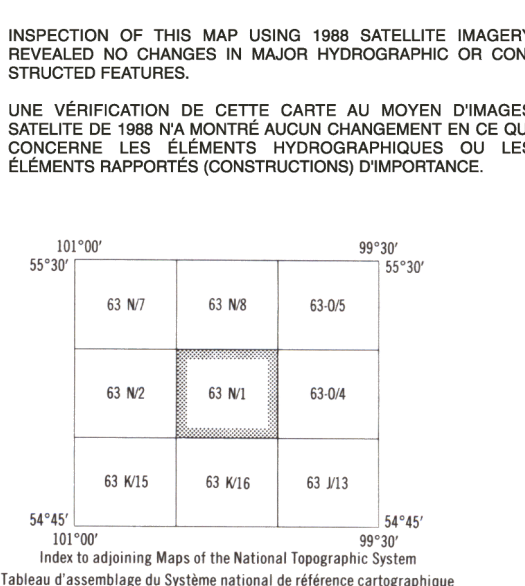 INSPECTION OF THIS MAP USING 1988 SATELLITE IMAGERY
REVEALED NO CHANGES IN MAJOR HYDROGRAPHIC OR CON
STRUCTED FEATURES.
UNE VÉRIFICATION DE CETTE CARTE AU MOYEN D'IMAGES
SATELITE DE 1988 N'A MONTRÉ AUCUN CHANGEMENT EN CE QU
CONCERNE LES ÉLÉMENTS HYDROGRAPHIQUES OU LES
ÉLÉMENTS RAPPORTÉS (CONSTRUCTIONS) D'IMPORTANCE.
101°00' 99°30'
55°30' 55°30'
63 N/7 63 N/8 63-O/5
63 N/2 63 N/1 63-O/4
63 K/15 63 K/16 63 J/13
54°45' 54°45'
101°00' 99°30'
Index to adjoining Maps of the National Topographic System
Tableau d'assemblage du Système national de référence cartographique